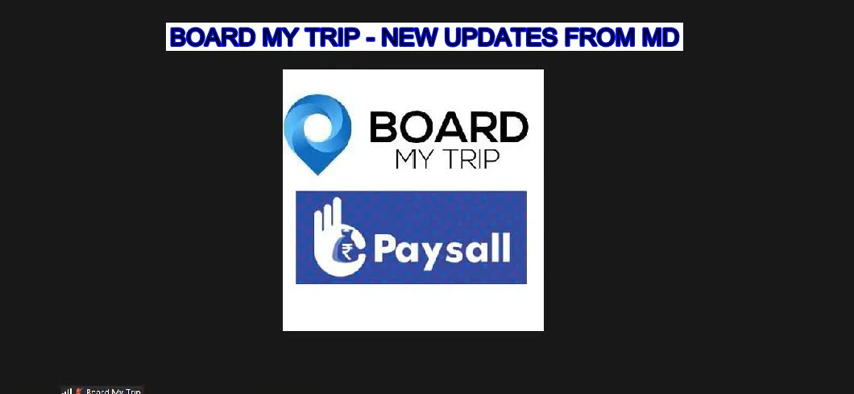 BOARD MY TRIP - NEW UPDATES FROM MD
BOARD
MY TRIP
₹
Paysall
Board My Trip